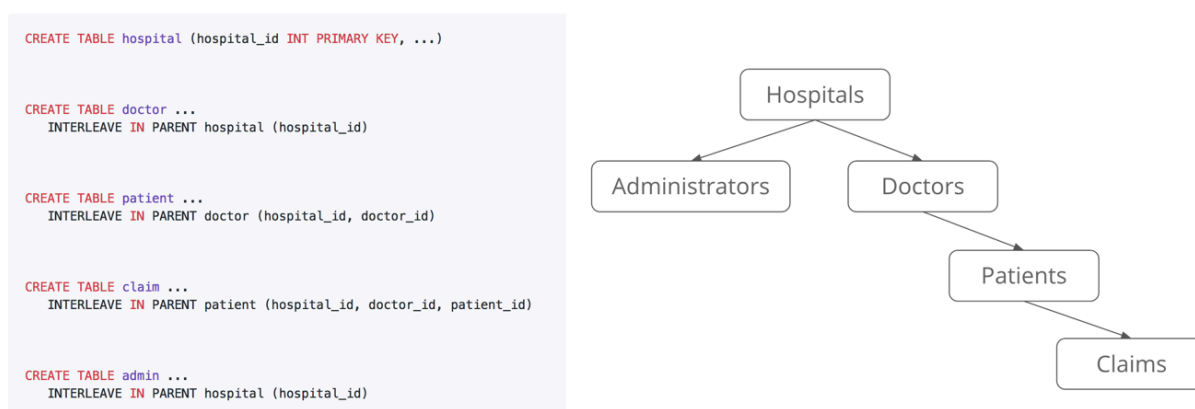 CREATE TABLE hospital (hospital_id INT PRIMARY KEY, ...)
CREATE TABLE doctor ...
INTERLEAVE IN PARENT hospital (hospital_id)
CREATE TABLE patient ...
INTERLEAVE IN PARENT doctor (hospital_id, doctor_id)
CREATE TABLE claim ...
INTERLEAVE IN PARENT patient (hospital_id, doctor_id, patient_id)
CREATE TABLE admin ...
INTERLEAVE IN PARENT hospital (hospital_id)
Hospitals
Administrators
Doctors
Patients
Claims